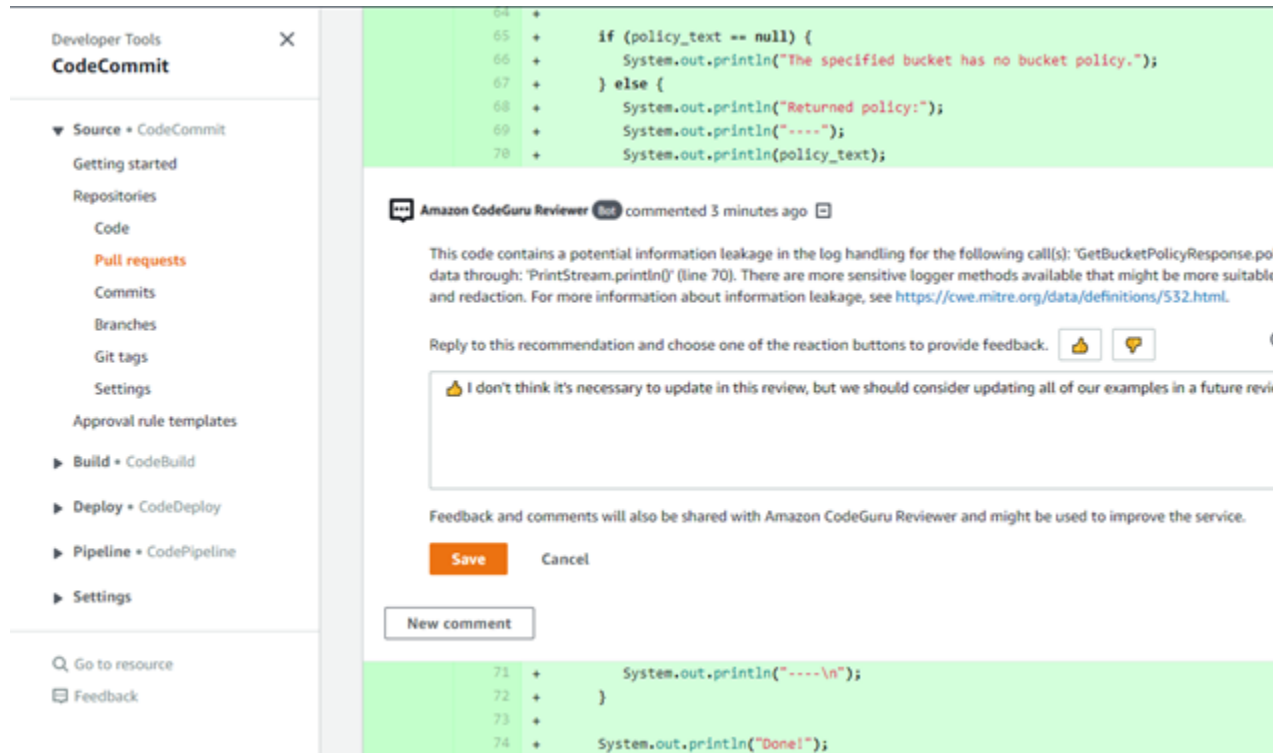 Developer Tools
CodeCommit
Source • CodeCommit
Getting started
Repositories
Code
Pull requests
Commits
Branches
Git tags
Settings
Approval rule templates
Build • CodeBuild
Deploy • CodeDeploy
Pipeline • CodePipeline
Settings
Go to resource
Feedback
64 +
65 + if (policy_text == null) {
66 + System.out.println("The specified bucket has no bucket policy.");
67 + } else {
68 + System.out.println("Returned policy:");
69 + System.out.println("----");
70 + System.out.println(policy_text);
Amazon CodeGuru Reviewer Bot commented 3 minutes ago
This code contains a potential information leakage in the log handling for the following call(s): 'GetBucketPolicyResponse.po
data through: 'PrintStream.println()' (line 70). There are more sensitive logger methods available that might be more suitable
and redaction. For more information about information leakage, see https://cwe.mitre.org/data/definitions/532.html.
Reply to this recommendation and choose one of the reaction buttons to provide feedback. 👍 👎
👍 I don't think it's necessary to update in this review, but we should consider updating all of our examples in a future revi
Feedback and comments will also be shared with Amazon CodeGuru Reviewer and might be used to improve the service.
Save Cancel
New comment
71 + System.out.println("----\n");
72 + }
73 +
74 + System.out.println("Done!");